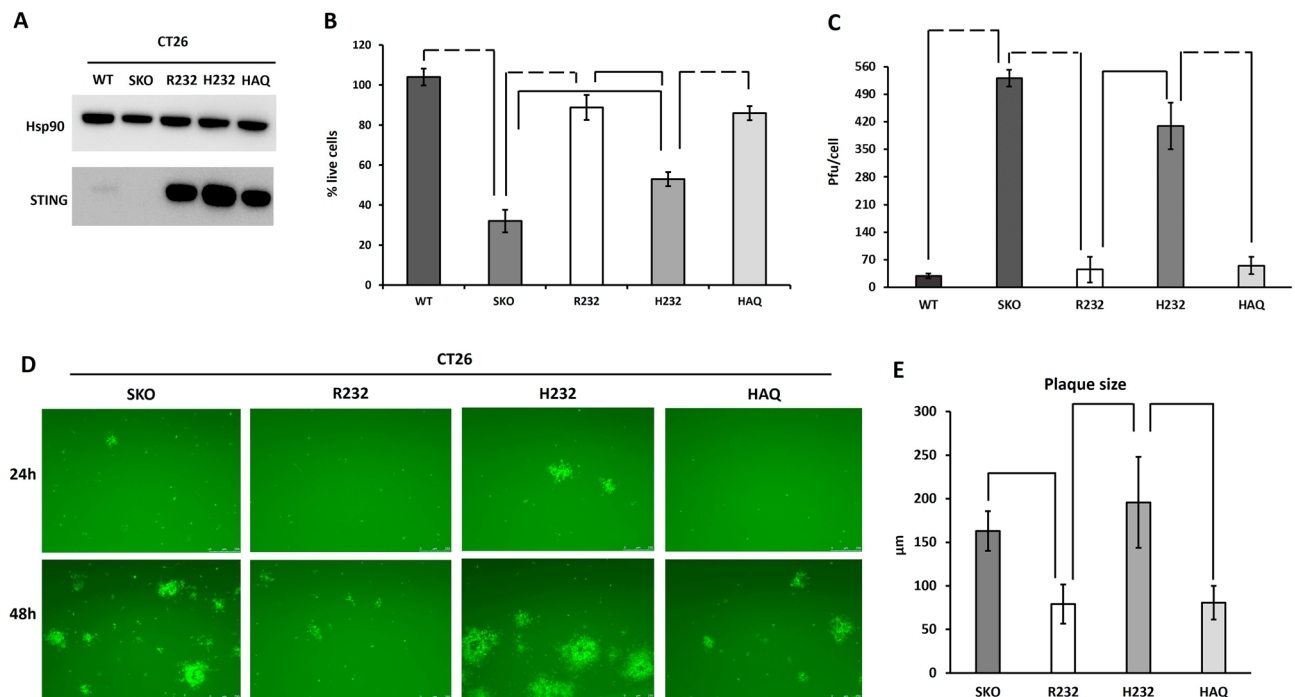 A
CT26
WT SKO R232 H232 HAQ
Hsp90
STING
B
120
100
80
60
40
20
0
% live cells
WT SKO R232 H232 HAQ
C
560
490
420
350
280
210
140
70
0
Pfu/cell
WT SKO R232 H232 HAQ
D
CT26
SKO R232 H232 HAQ
24h
48h
E
Plaque size
300
250
200
150
100
50
0
µm
SKO R232 H232 HAQ